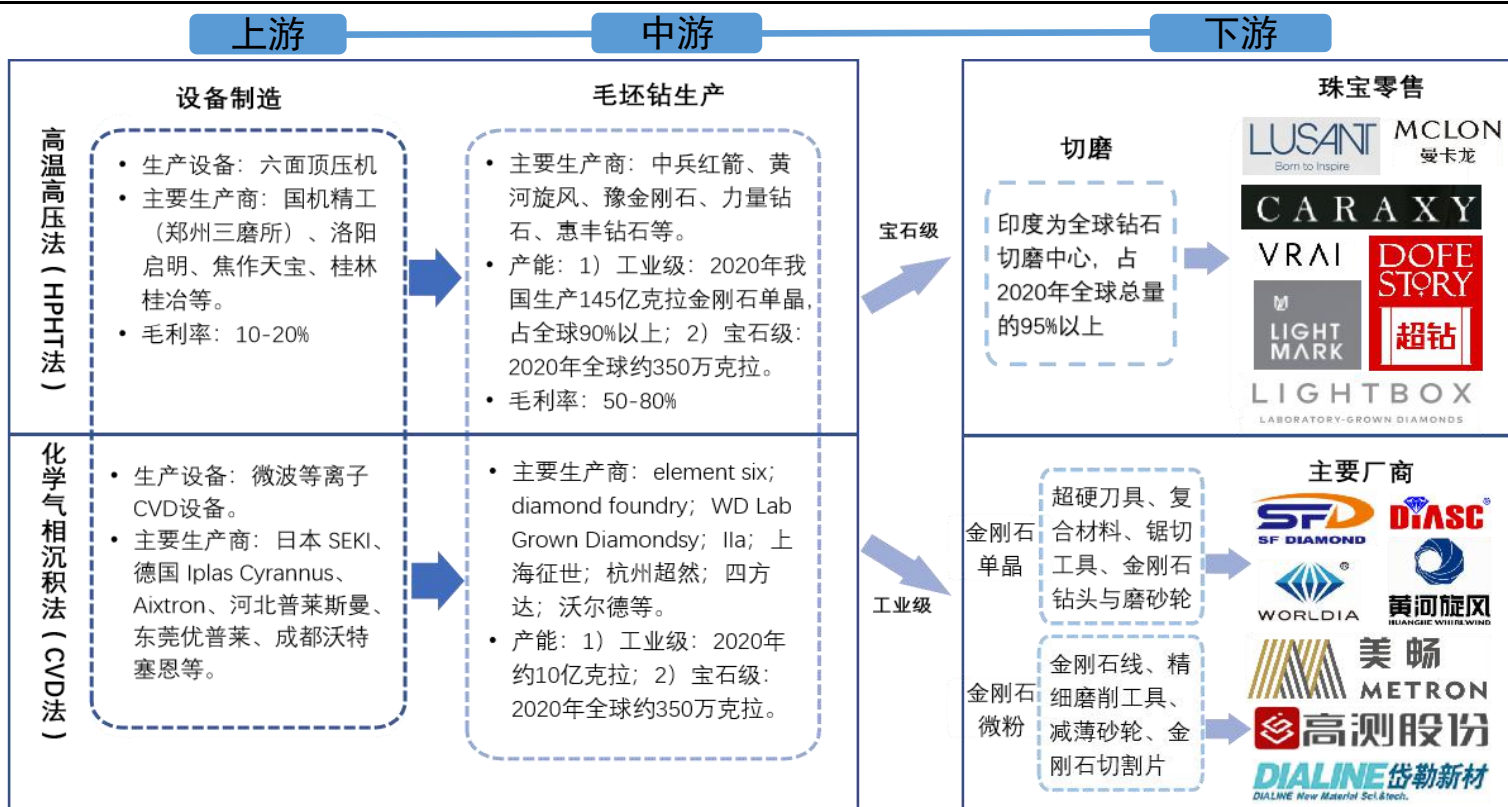 上游
中游
下游
设备制造
毛坯钻生产
高温高压法(HPHT法)
• 生产设备：六面顶压机
• 主要生产商：国机精工
（郑州三磨所）、洛阳
启明、焦作天宝、桂林
桂冶等。
• 毛利率：10-20%
• 主要生产商：中兵红箭、黄
河旋风、豫金刚石、力量钻
石、惠丰钻石等。
• 产能：1）工业级：2020年我
国生产145亿克拉金刚石单晶，
占全球90%以上；2）宝石级：
2020年全球约350万克拉。
• 毛利率：50-80%
化学气相沉积法(CVD法)
• 生产设备：微波等离子
CVD设备。
• 主要生产商：日本 SEKI、
德国 Iplas Cyrannus、
Aixtron、河北普莱斯曼、
东莞优普莱、成都沃特
塞恩等。
• 主要生产商：element six；
diamond foundry；WD Lab
Grown Diamondsy；IIa；上
海征世；杭州超然；四方
达；沃尔德等。
• 产能：1）工业级：2020年
约10亿克拉；2）宝石级：
2020年全球约350万克拉。
宝石级
工业级
切磨
印度为全球钻石
切磨中心，占
2020年全球总量
的95%以上
珠宝零售
LUSANT
Born to Inspire
MCLON
曼卡龙
CARAXY
VRAI
DOFE
STORY
超钻
LIGHT
MARK
LIGHTBOX
LABORATORY-GROWN DIAMONDS
金刚石
单晶
超硬刀具、复
合材料、锯切
工具、金刚石
钻头与磨砂轮
金刚石
微粉
金刚石线、精
细磨削工具、
减薄砂轮、金
刚石切割片
主要厂商
SFD
SF DIAMOND
DiASC®
®
WORLDIA
黄河旋风
HUANGHE WHIRLWIND
美畅
METRON
高测股份
DIALINE岱勒新材
DIALINE New Material Sci.&tech.